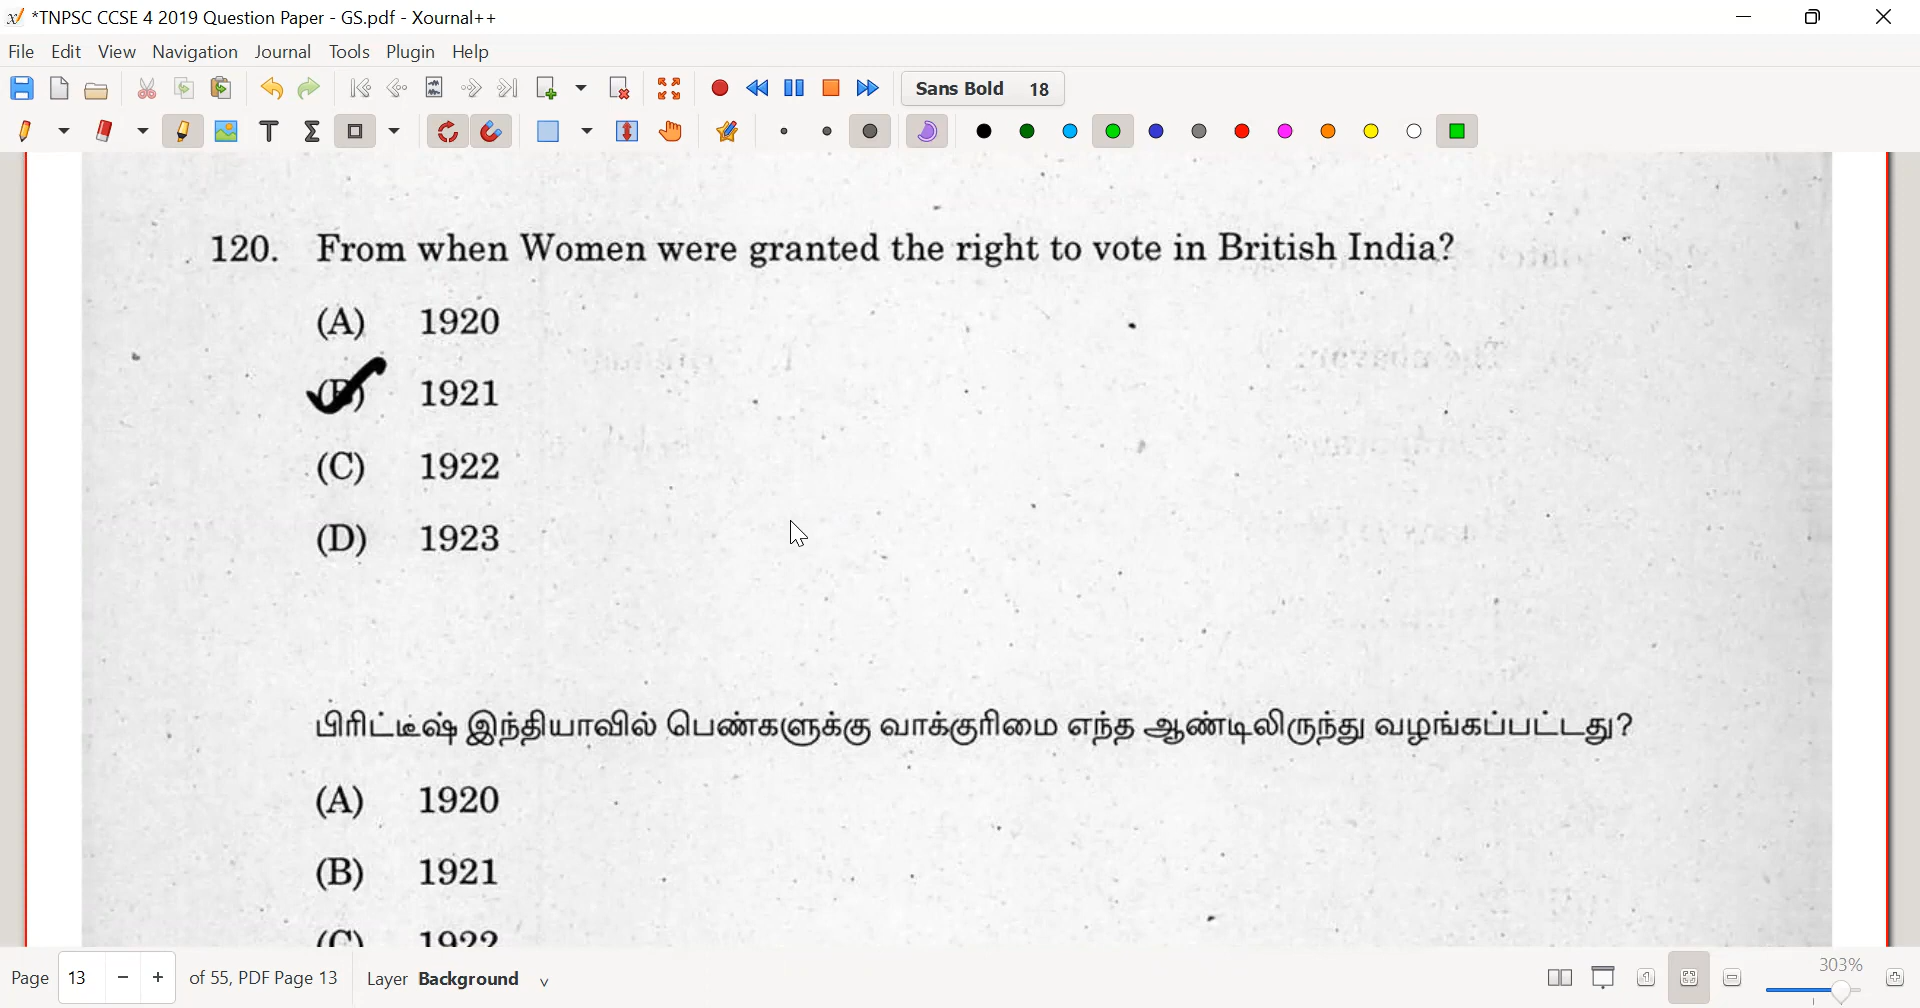 *TNPSC CCSE 4 2019 Question Paper - GS.pdf - Xournal++
File Edit View Navigation Journal Tools Plugin Help
Sans Bold 18
120. From when Women were granted the right to vote in British India?
(A) 1920
(B) 1921
(C) 1922
(D) 1923
பிரிட்டீஷ் இந்தியாவில் பெண்களுக்கு வாக்குரிமை எந்த ஆண்டிலிருந்து வழங்கப்பட்டது?
(A) 1920
(B) 1921
(C) 1922
Page 13 − + of 55, PDF Page 13 Layer Background 303%